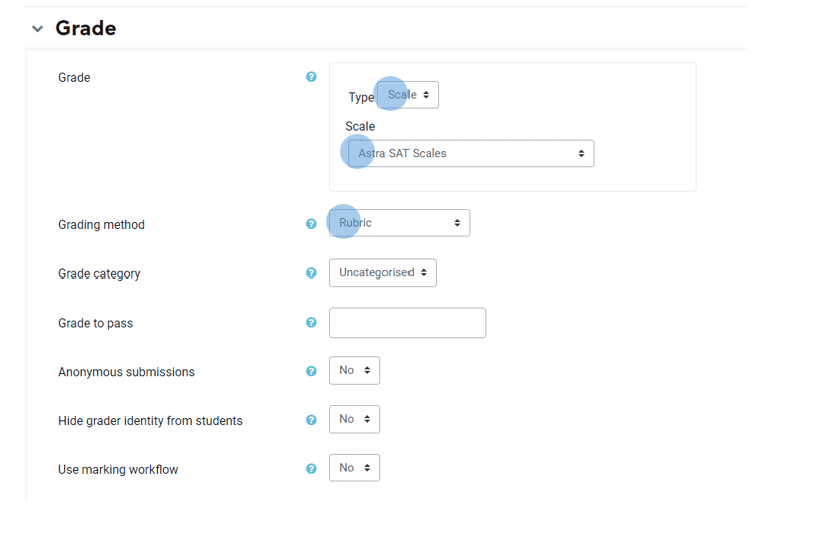 Grade
Grade
Type Scale
Scale
Astra SAT Scales
Grading method Rubric
Grade category Uncategorised
Grade to pass
Anonymous submissions No
Hide grader identity from students No
Use marking workflow No